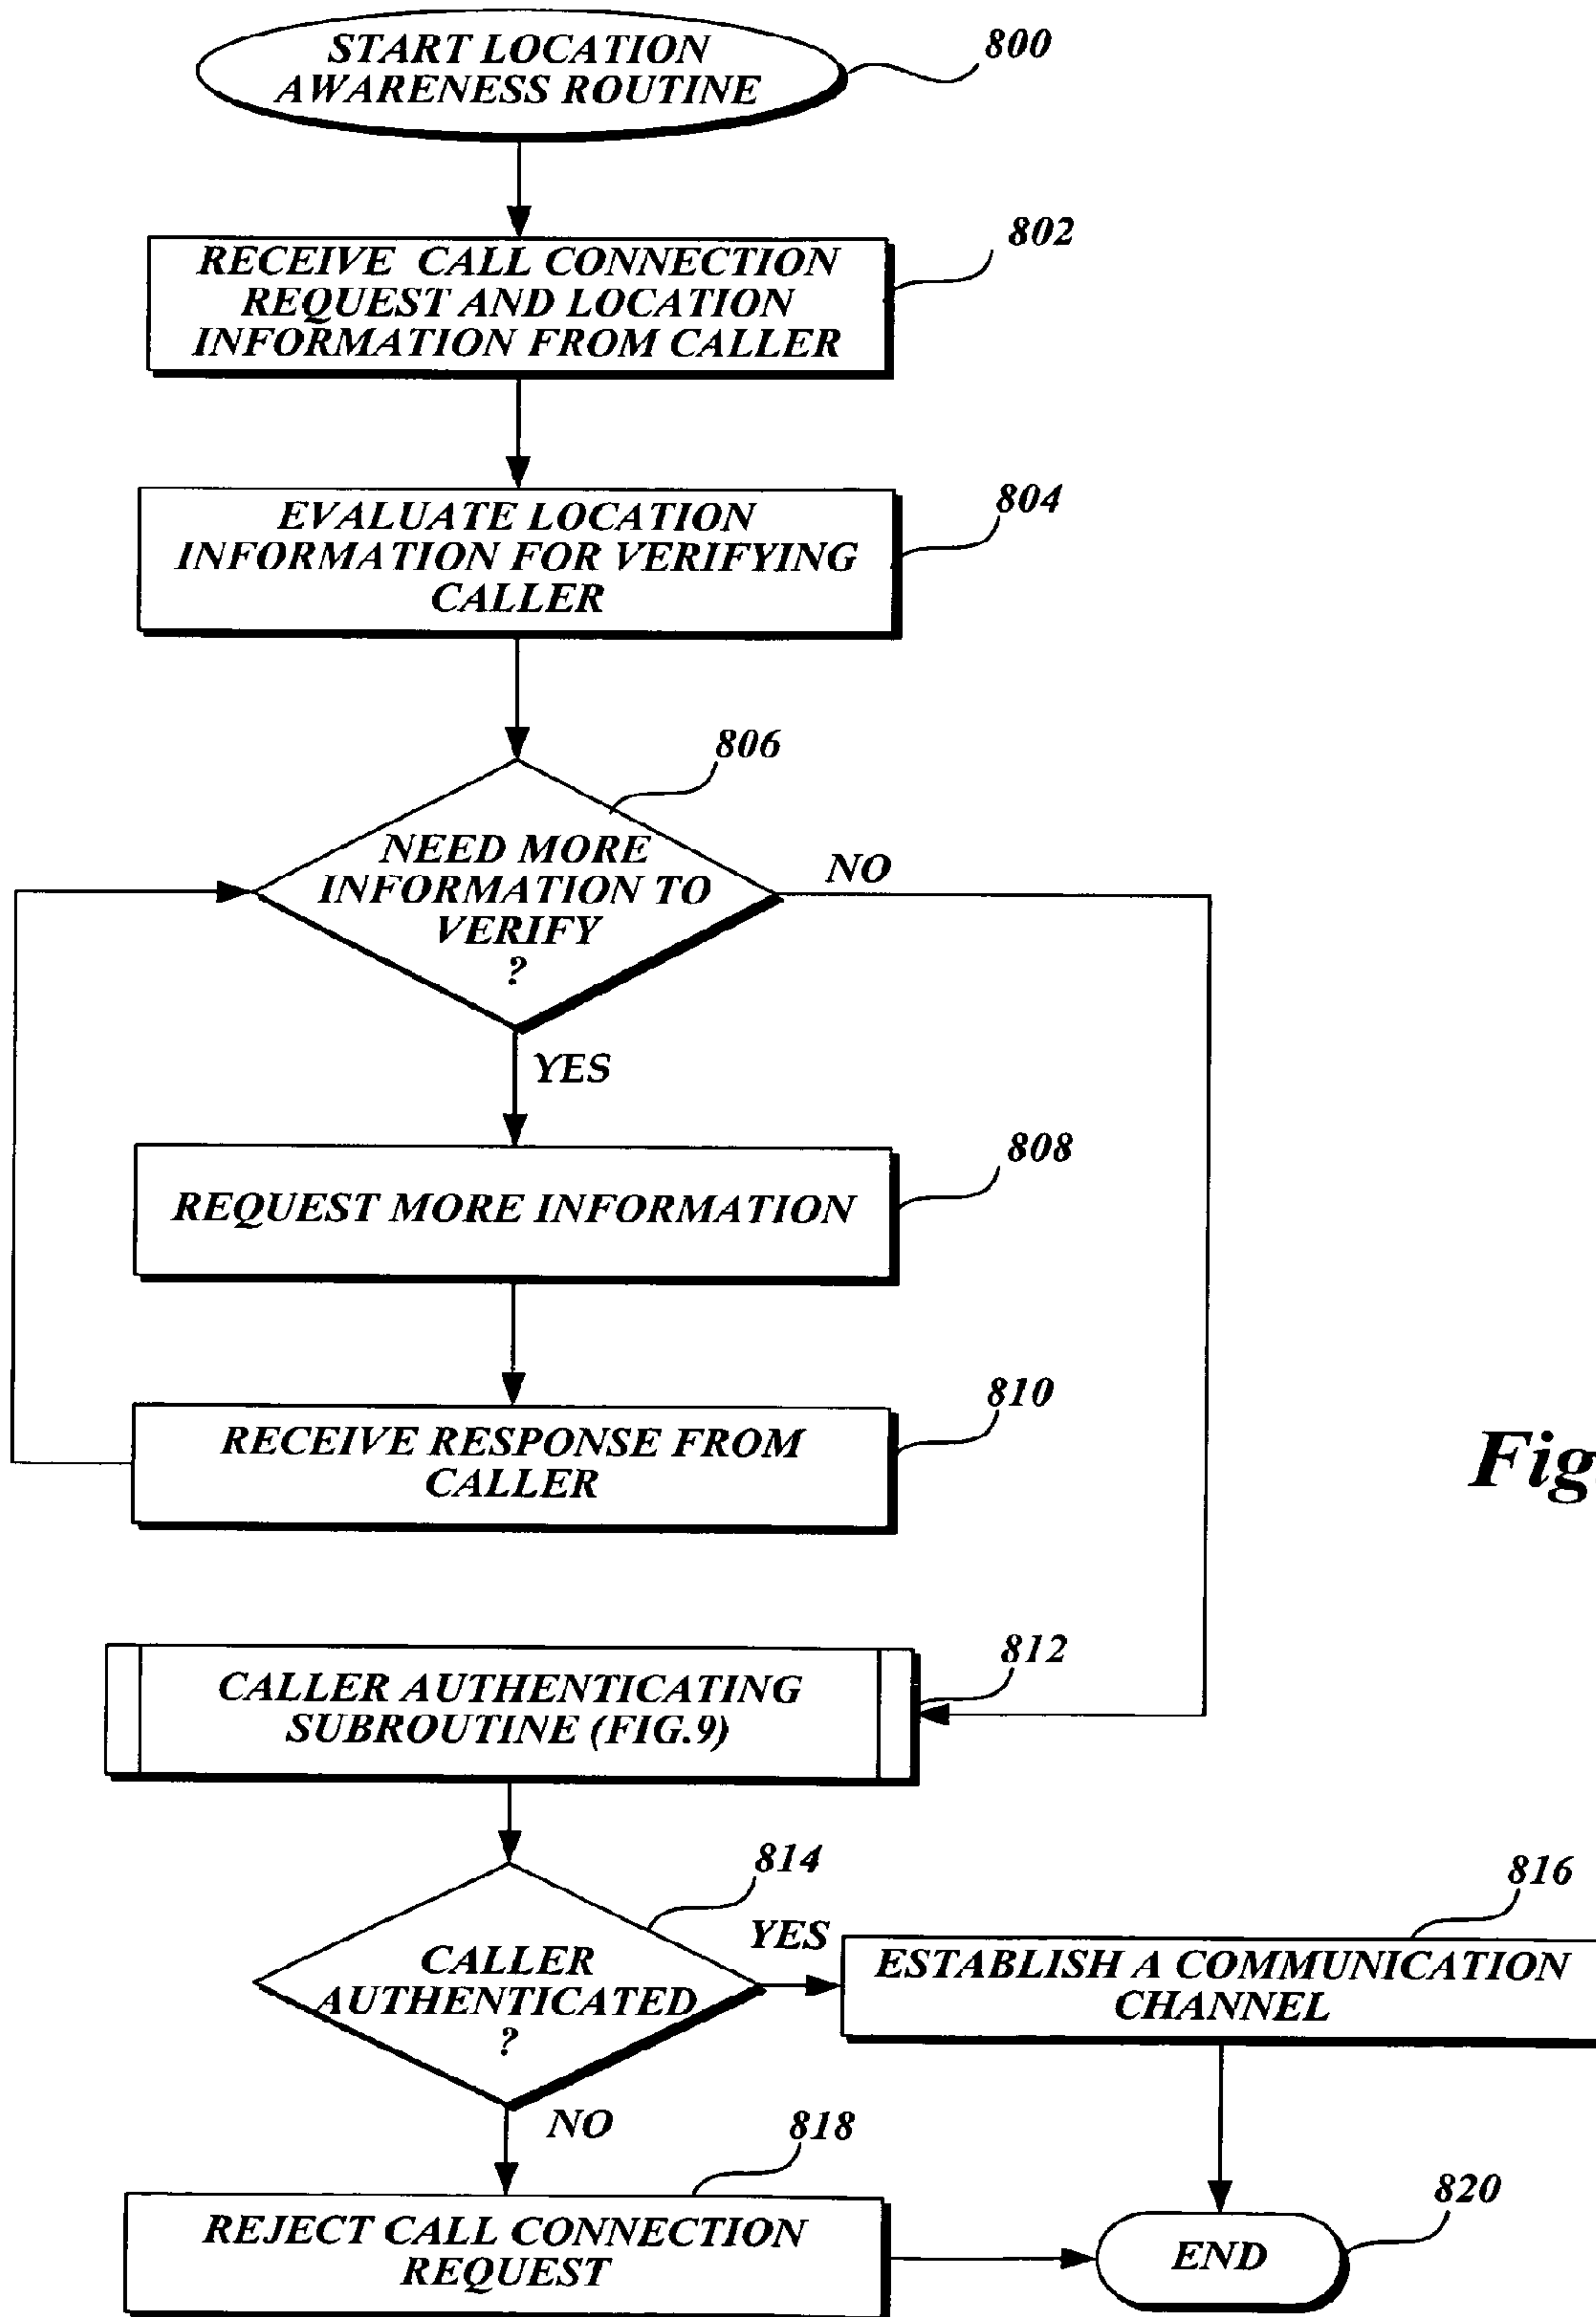 START LOCATION
AWARENESS ROUTINE
800
RECEIVE CALL CONNECTION
REQUEST AND LOCATION
INFORMATION FROM CALLER
802
EVALUATE LOCATION
INFORMATION FOR VERIFYING
CALLER
804
806
NEED MORE
INFORMATION TO
VERIFY
?
NO
YES
REQUEST MORE INFORMATION
808
RECEIVE RESPONSE FROM
CALLER
810
Fig
CALLER AUTHENTICATING
SUBROUTINE (FIG.9)
812
814
CALLER
AUTHENTICATED
?
YES
816
ESTABLISH A COMMUNICATION
CHANNEL
NO
818
REJECT CALL CONNECTION
REQUEST
END
820